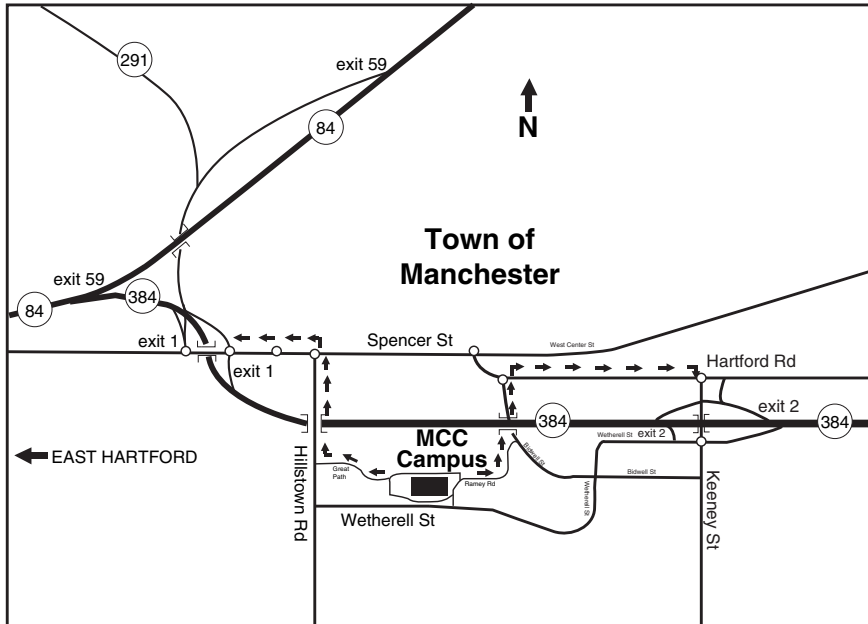 291
exit 59
84
N
Town of
Manchester
exit 59
384
84
exit 1
Spencer St
West Center St
exit 1
Hartford Rd
exit 2
384
384
MCC
Campus
Wetherell St
exit 2
EAST HARTFORD
Hillstown Rd
Great
Path
Ramey Rd
Bidwell St
Wetherell St
Bidwell St
Keeney St
Wetherell St